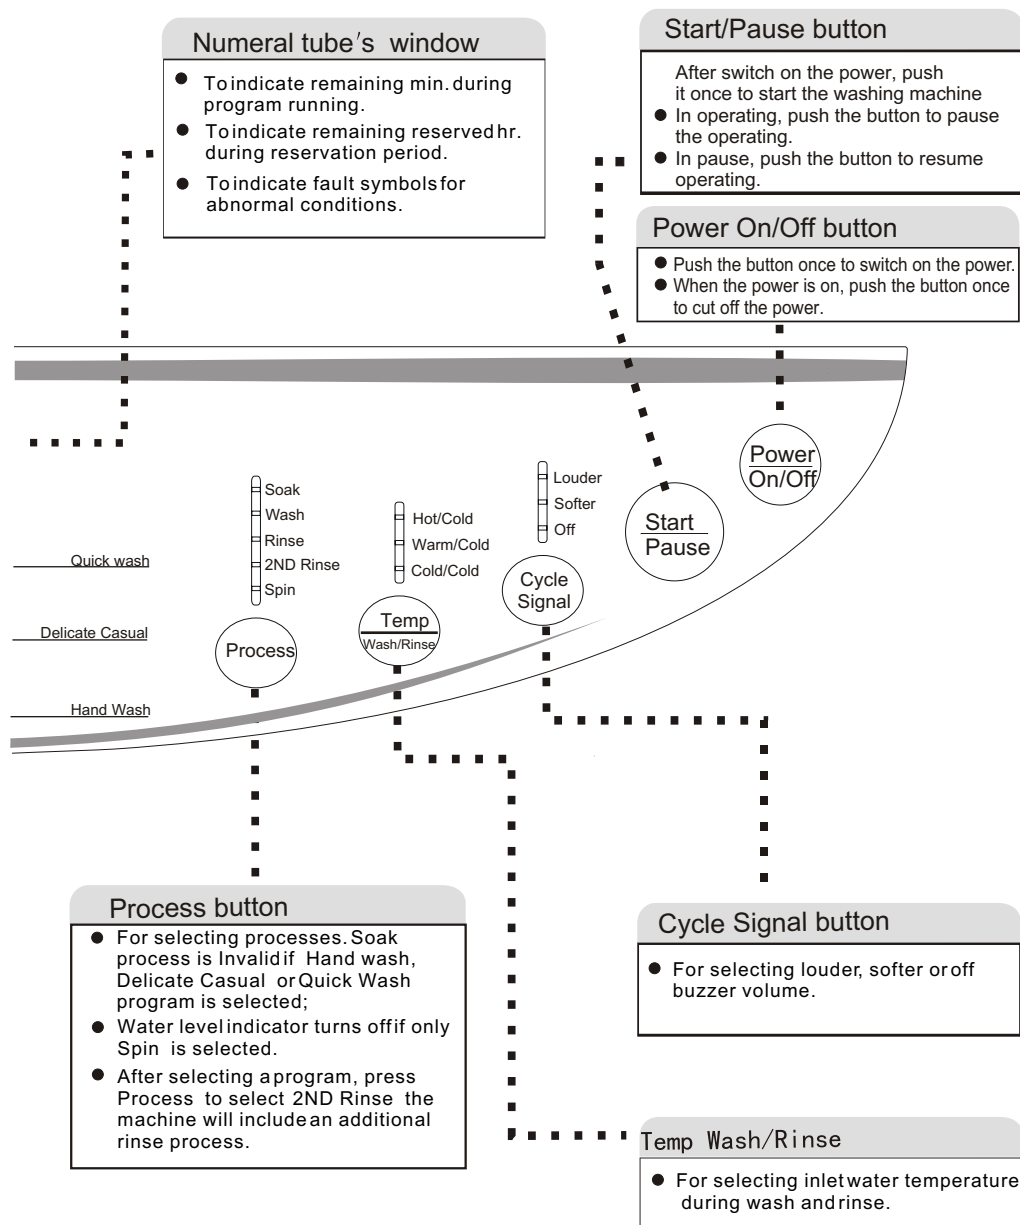 Numeral tube's window
To indicate remaining min. during
program running.
To indicate remaining reserved hr.
during reservation period.
To indicate fault symbols for
abnormal conditions.
Start/Pause button
After switch on the power, push
it once to start the washing machine
In operating, push the button to pause
the operating.
In pause, push the button to resume
operating.
Power On/Off button
Push the button once to switch on the power.
When the power is on, push the button once
to cut off the power.
Quick wash
Delicate Casual
Hand Wash
Soak
Wash
Rinse
2ND Rinse
Spin
Process
Hot/Cold
Warm/Cold
Cold/Cold
Temp
Wash/Rinse
Louder
Softer
Off
Cycle
Signal
Start
Pause
Power
On/Off
Process button
For selecting processes. Soak
process is Invalid if Hand wash,
Delicate Casual or Quick Wash
program is selected;
Water level indicator turns off if only
Spin is selected.
After selecting a program, press
Process to select 2ND Rinse the
machine will include an additional
rinse process.
Cycle Signal button
For selecting louder, softer or off
buzzer volume.
Temp Wash/Rinse
For selecting inlet water temperature
during wash and rinse.